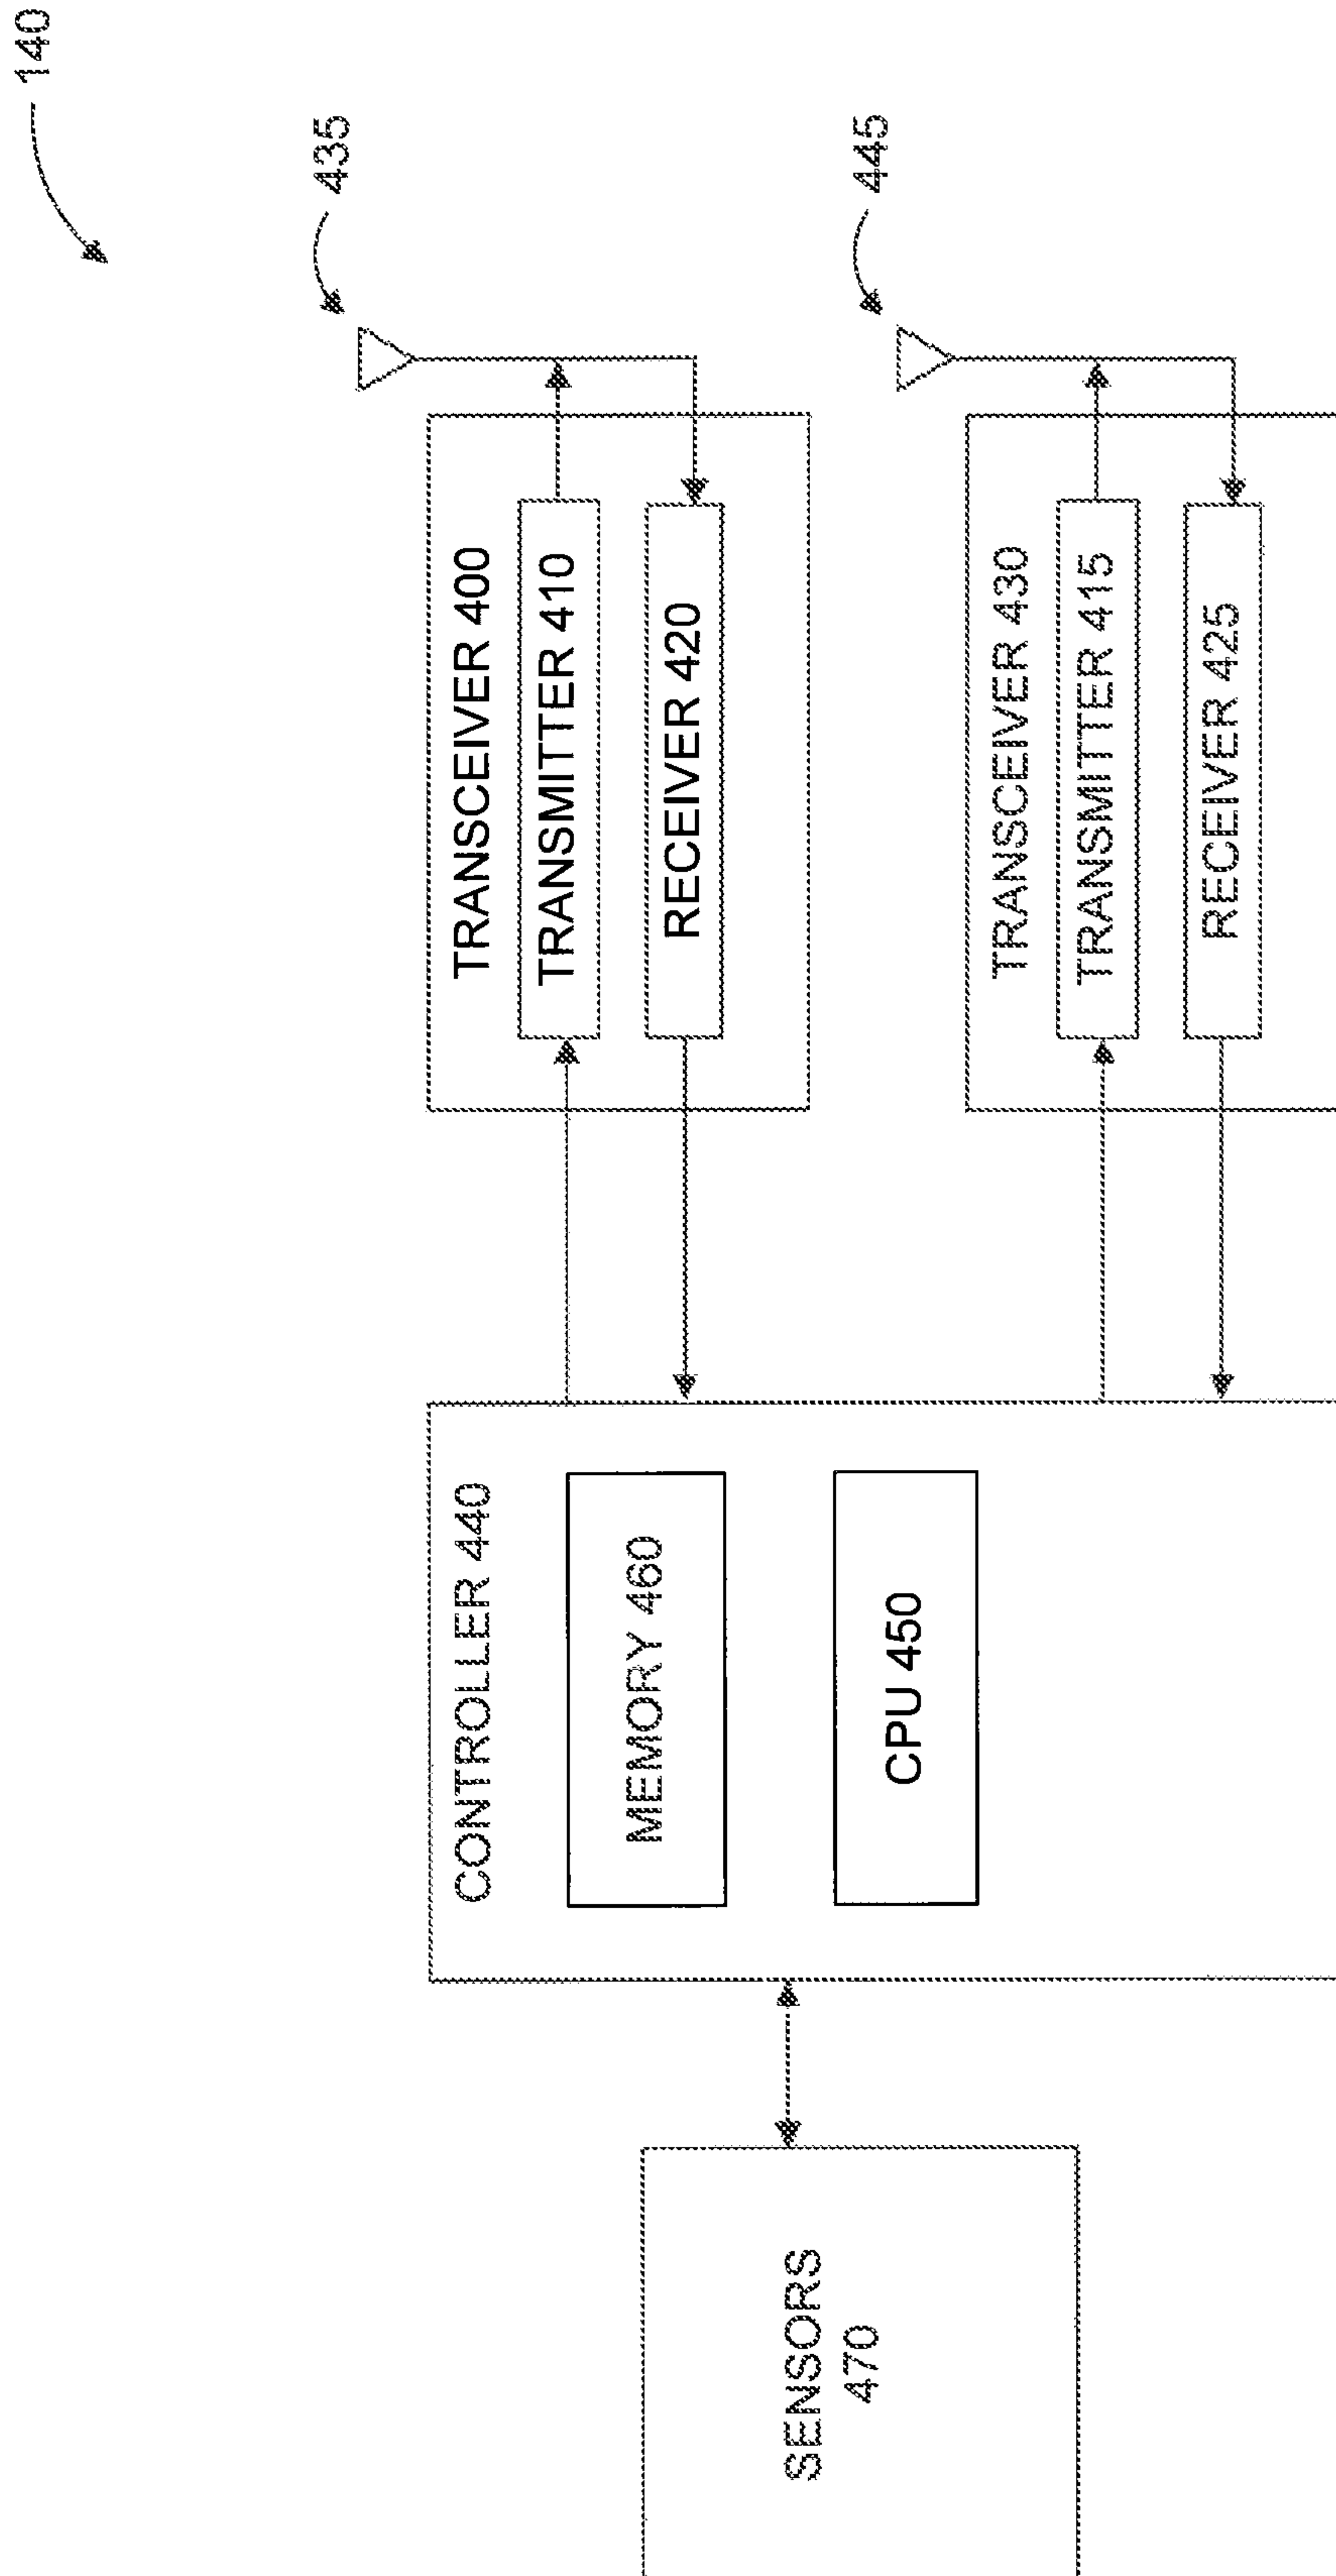 140
435
TRANSCEIVER 400
TRANSMITTER 410
RECEIVER 420
445
TRANSCEIVER 430
TRANSMITTER 415
RECEIVER 425
CONTROLLER 440
MEMORY 460
CPU 450
SENSORS
470